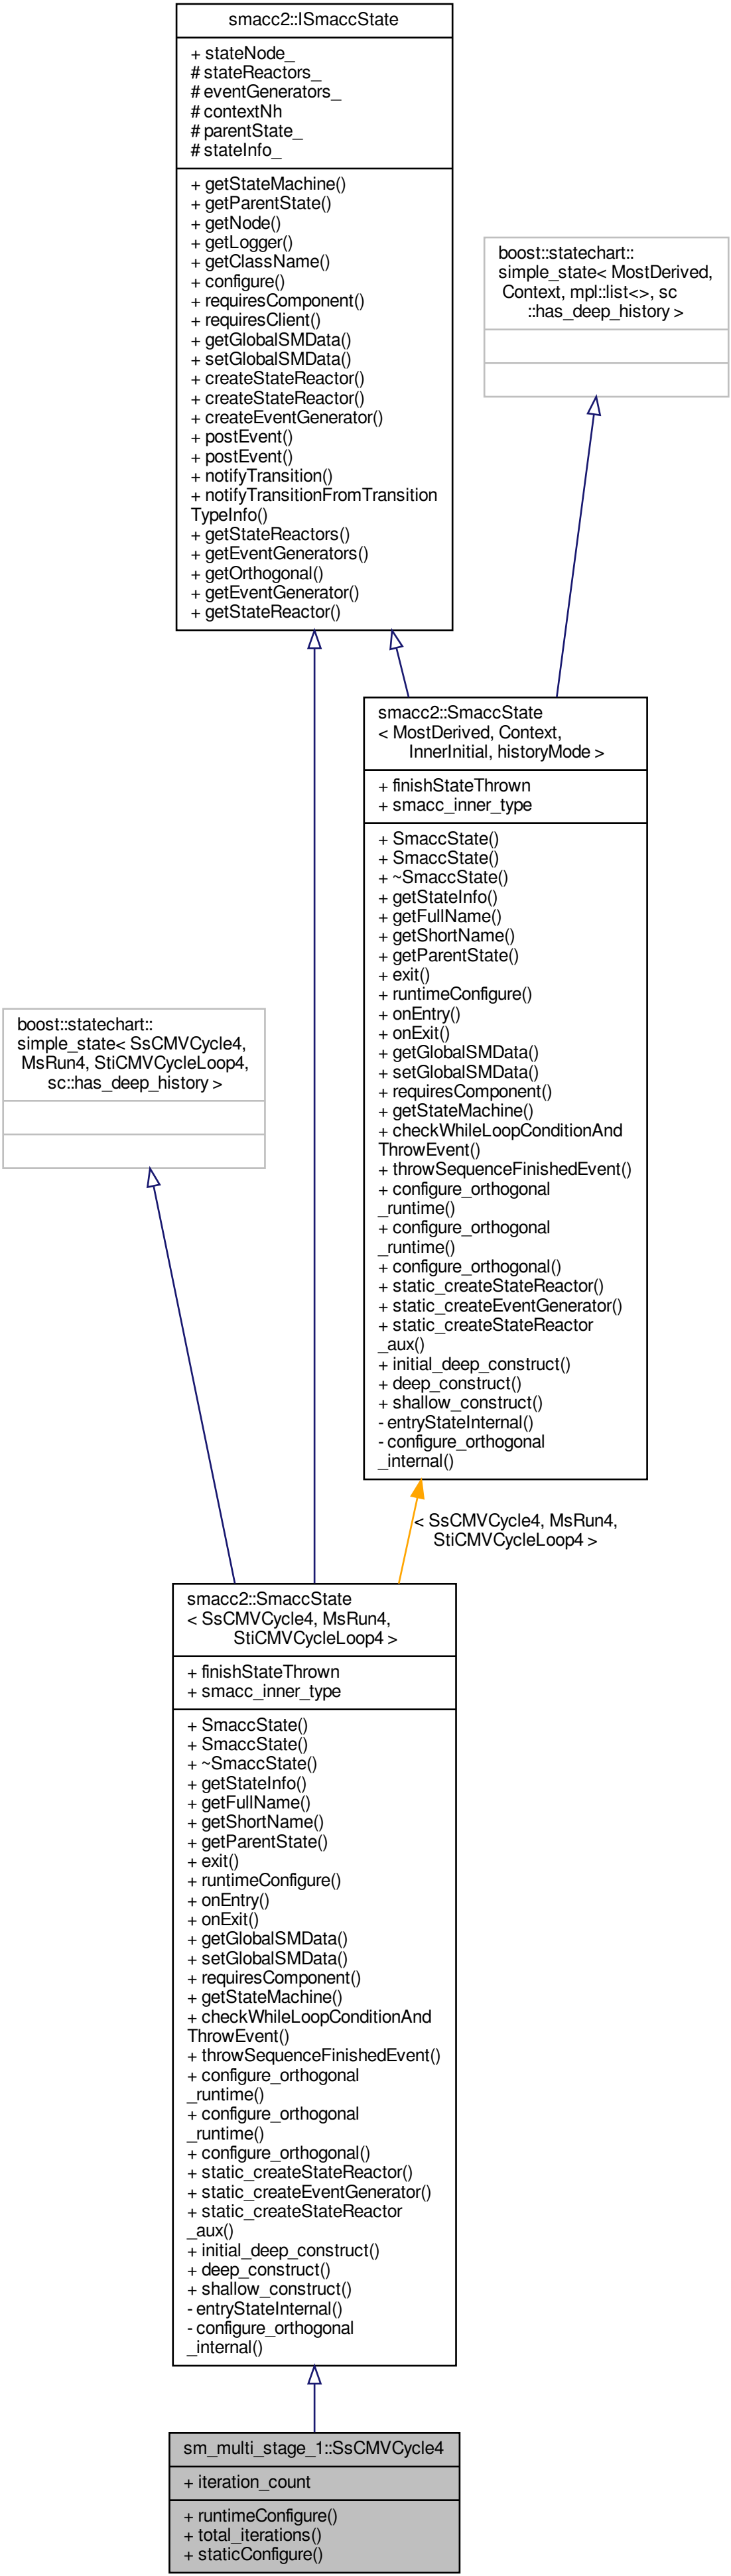 smacc2::ISmaccState
+ stateNode_
# stateReactors_
# eventGenerators_
# contextNh
# parentState_
# stateInfo_
+ getStateMachine()
+ getParentState()
+ getNode()
+ getLogger()
+ getClassName()
+ configure()
+ requiresComponent()
+ requiresClient()
+ getGlobalSMData()
+ setGlobalSMData()
+ createStateReactor()
+ createStateReactor()
+ createEventGenerator()
+ postEvent()
+ postEvent()
+ notifyTransition()
+ notifyTransitionFromTransition
TypeInfo()
+ getStateReactors()
+ getEventGenerators()
+ getOrthogonal()
+ getEventGenerator()
+ getStateReactor()
boost::statechart::
simple_state< MostDerived,
Context, mpl::list<>, sc
::has_deep_history >
smacc2::SmaccState
< MostDerived, Context,
InnerInitial, historyMode >
+ finishStateThrown
+ smacc_inner_type
+ SmaccState()
+ SmaccState()
+ ~SmaccState()
+ getStateInfo()
+ getFullName()
+ getShortName()
+ getParentState()
+ exit()
+ runtimeConfigure()
+ onEntry()
+ onExit()
+ getGlobalSMData()
+ setGlobalSMData()
+ requiresComponent()
+ getStateMachine()
+ checkWhileLoopConditionAnd
ThrowEvent()
+ throwSequenceFinishedEvent()
+ configure_orthogonal
_runtime()
+ configure_orthogonal
_runtime()
+ configure_orthogonal()
+ static_createStateReactor()
+ static_createEventGenerator()
+ static_createStateReactor
_aux()
+ initial_deep_construct()
+ deep_construct()
+ shallow_construct()
- entryStateInternal()
- configure_orthogonal
_internal()
boost::statechart::
simple_state< SsCMVCycle4,
MsRun4, StiCMVCycleLoop4,
sc::has_deep_history >
< SsCMVCycle4, MsRun4,
StiCMVCycleLoop4 >
smacc2::SmaccState
< SsCMVCycle4, MsRun4,
StiCMVCycleLoop4 >
+ finishStateThrown
+ smacc_inner_type
+ SmaccState()
+ SmaccState()
+ ~SmaccState()
+ getStateInfo()
+ getFullName()
+ getShortName()
+ getParentState()
+ exit()
+ runtimeConfigure()
+ onEntry()
+ onExit()
+ getGlobalSMData()
+ setGlobalSMData()
+ requiresComponent()
+ getStateMachine()
+ checkWhileLoopConditionAnd
ThrowEvent()
+ throwSequenceFinishedEvent()
+ configure_orthogonal
_runtime()
+ configure_orthogonal
_runtime()
+ configure_orthogonal()
+ static_createStateReactor()
+ static_createEventGenerator()
+ static_createStateReactor
_aux()
+ initial_deep_construct()
+ deep_construct()
+ shallow_construct()
- entryStateInternal()
- configure_orthogonal
_internal()
sm_multi_stage_1::SsCMVCycle4
+ iteration_count
+ runtimeConfigure()
+ total_iterations()
+ staticConfigure()